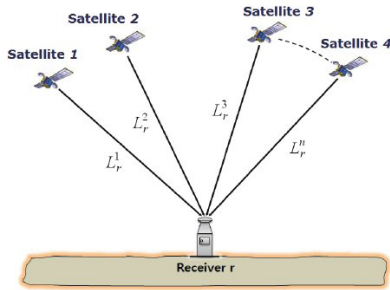 Satellite 3
Satellite 2
Satellite 4
Satellite 1
L_r^3
L_r^2
L_r^n
L_r^1
Receiver r